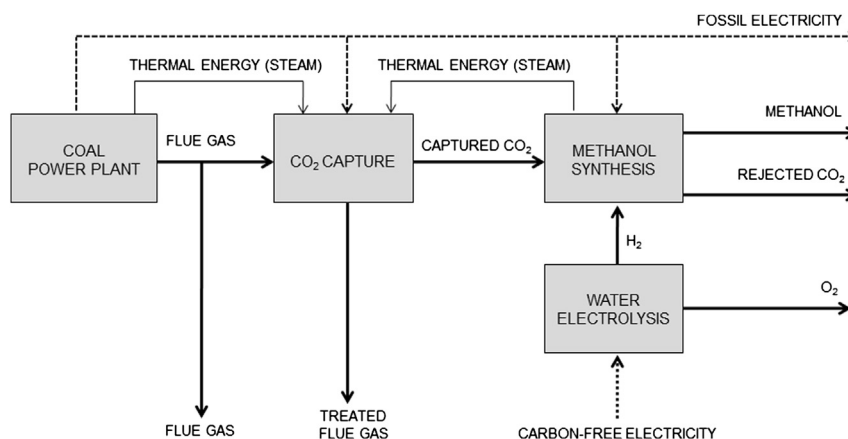 FOSSIL ELECTRICITY
THERMAL ENERGY (STEAM)
THERMAL ENERGY (STEAM)
METHANOL
COAL
POWER PLANT
FLUE GAS
CO₂ CAPTURE
CAPTURED CO₂
METHANOL
SYNTHESIS
REJECTED CO₂
H₂
WATER
ELECTROLYSIS
O₂
FLUE GAS
TREATED
FLUE GAS
CARBON-FREE ELECTRICITY